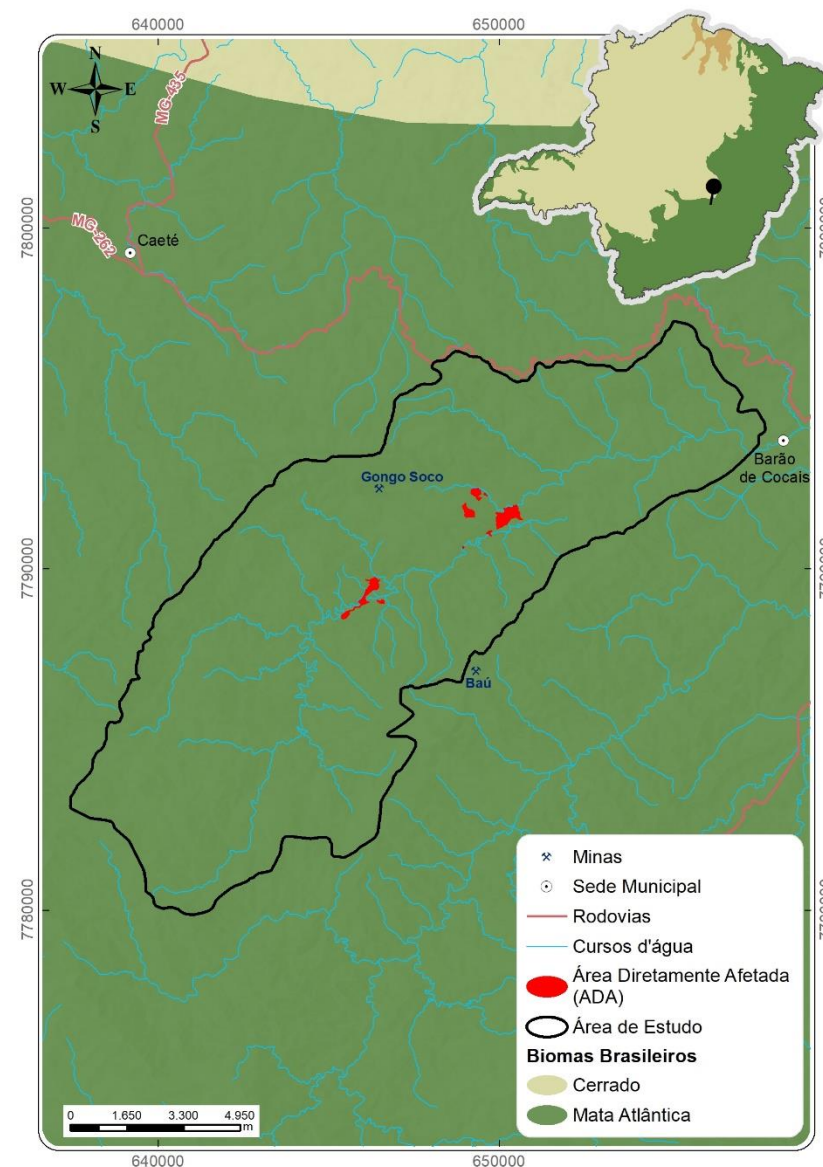 640000
650000
N
W
E
S
MG-435
7800000
MG-262
Caeté
Barão
de Cocais
Gongo Soco
7790000
7790000
Baú
7780000
Minas
Sede Municipal
Rodovias
Cursos d'água
Área Diretamente Afetada
(ADA)
Área de Estudo
Biomas Brasileiros
Cerrado
Mata Atlântica
0 1.650 3.300 4.950
m
640000
650000